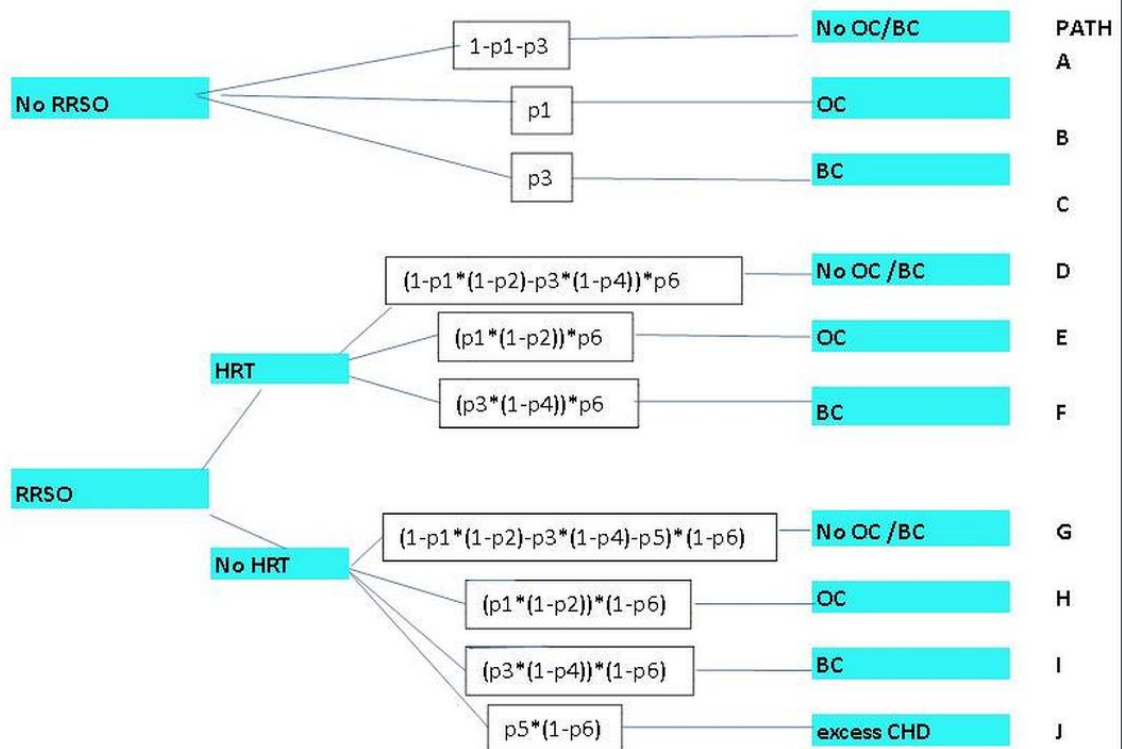 No OC/BC PATH
1-p1-p3 A
No RRSO p1 OC
B
p3 BC
C
(1-p1*(1-p2)-p3*(1-p4))*p6 No OC /BC D
(p1*(1-p2))*p6 OC E
HRT
(p3*(1-p4))*p6 BC F
RRSO
(1-p1*(1-p2)-p3*(1-p4)-p5)*(1-p6) No OC /BC G
No HRT
(p1*(1-p2))*(1-p6) OC H
(p3*(1-p4))*(1-p6) BC I
p5*(1-p6) excess CHD J